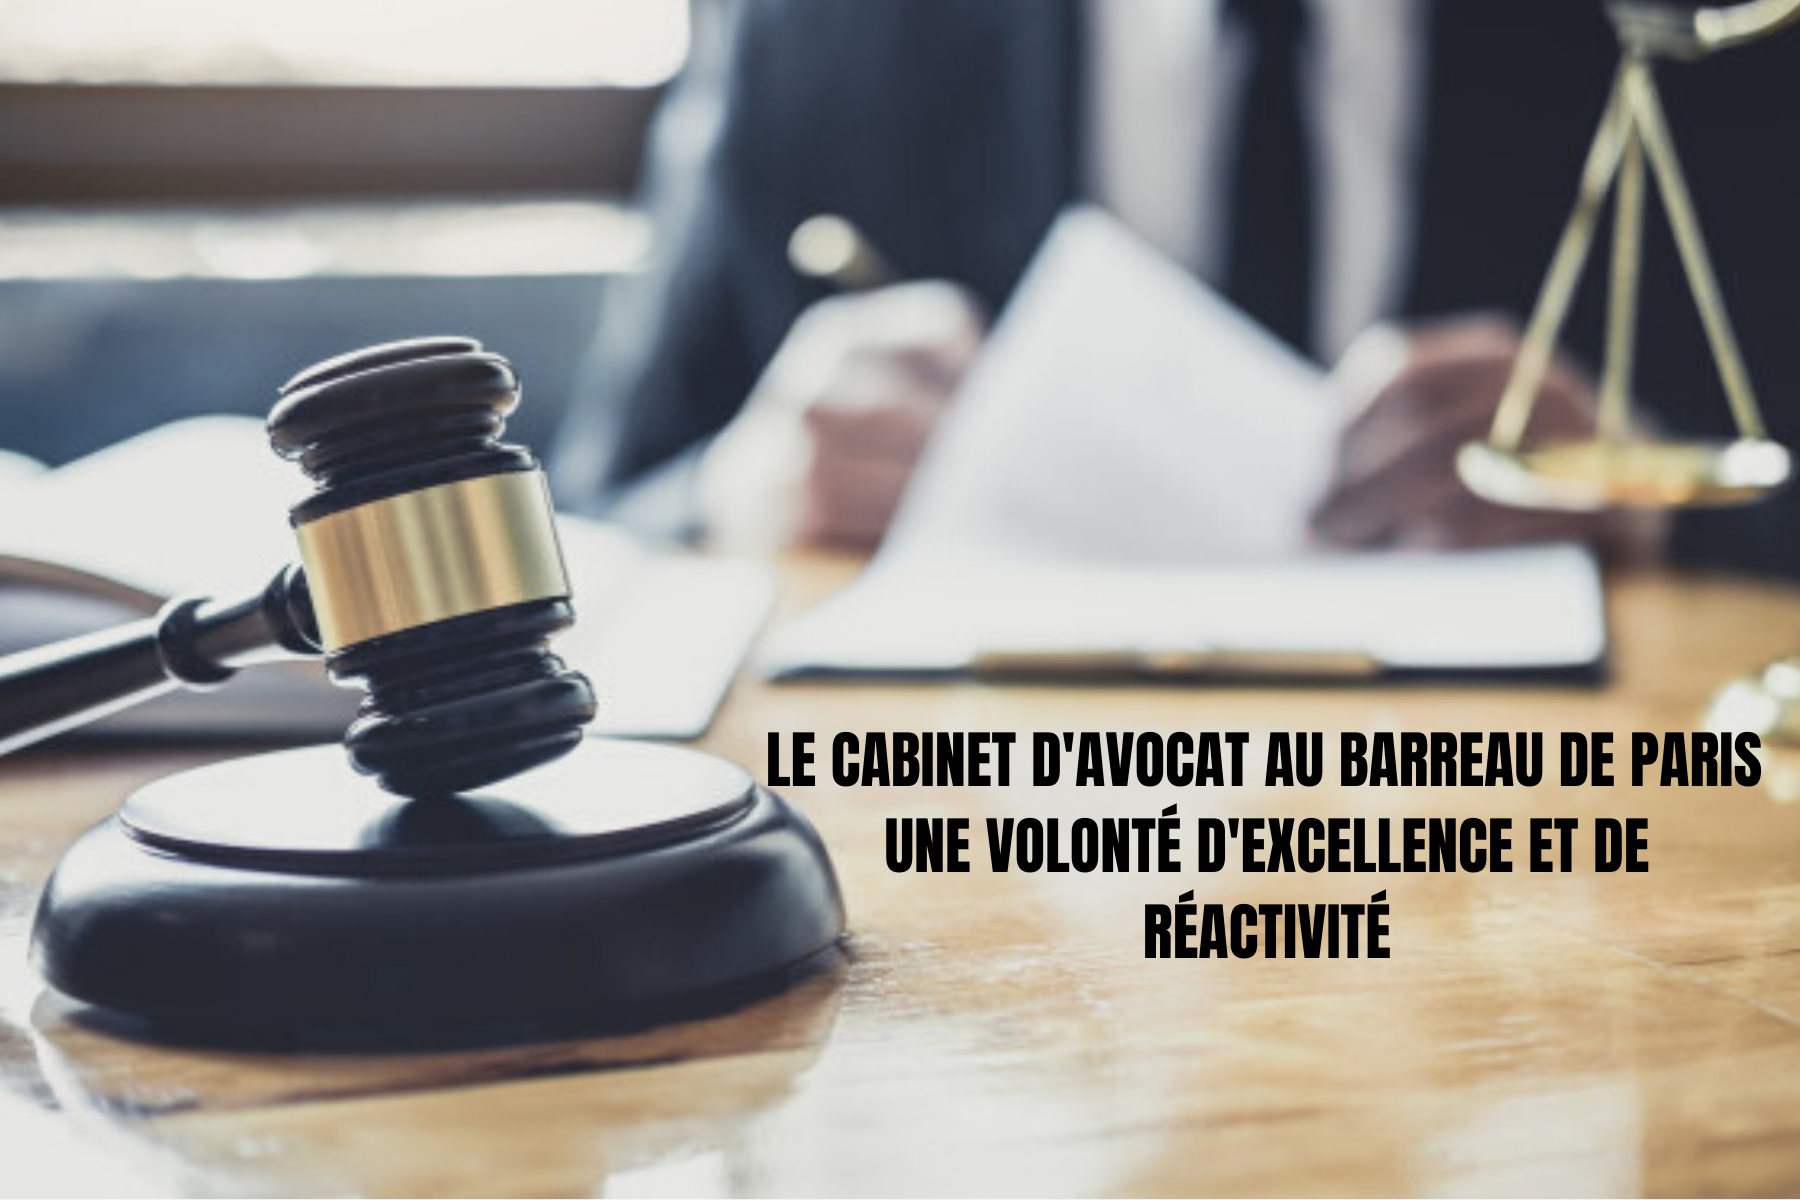 LE CABINET D'AVOCAT AU BARREAU DE PARIS
UNE VOLONTÉ D'EXCELLENCE ET DE
RÉACTIVITÉ